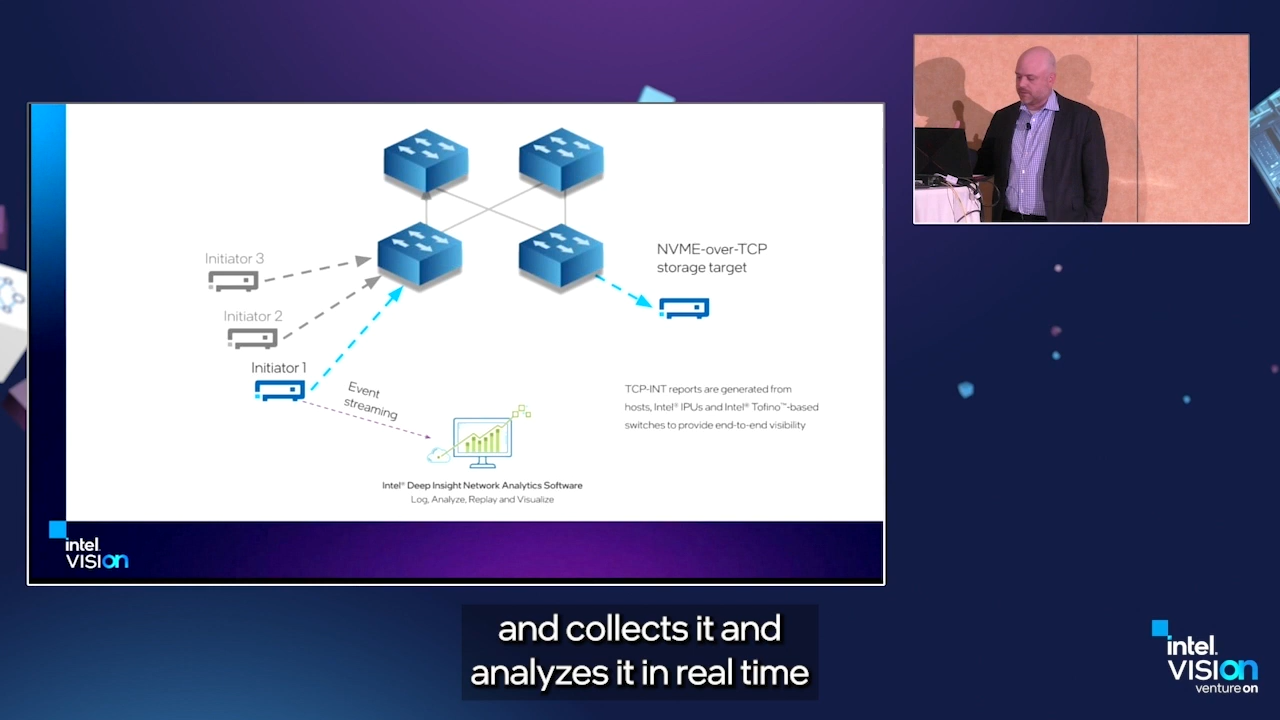 Initiator 3
Initiator 2
Initiator 1
Event
streaming
NVME-over-TCP
storage target
TCP-INT reports are generated from
hosts, Intel® IPUs and Intel® Tofino™-based
switches to provide end-to-end visibility
Intel® Deep Insight Network Analytics Software
Log, Analyze, Replay and Visualize
intel.
VISION
and collects it and
analyzes it in real time
intel.
VISION
venture on